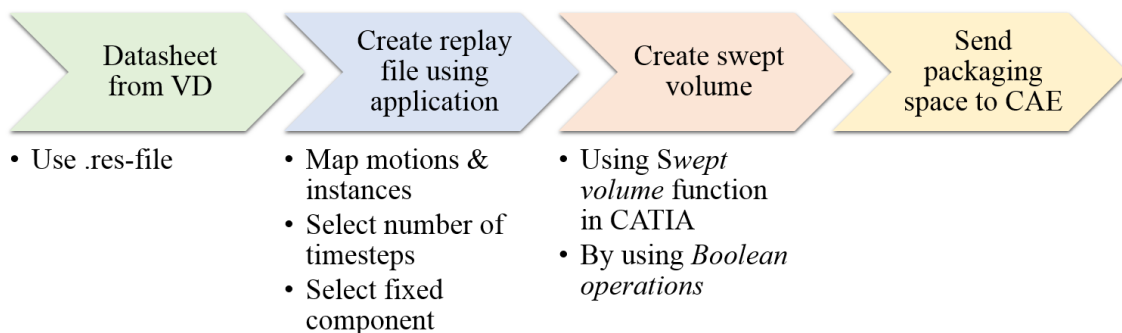 Datasheet
from VD
Create replay
file using
application
Create swept
volume
Send
packaging
space to CAE
• Use .res-file
• Map motions &
instances
• Select number of
timesteps
• Select fixed
component
• Using Swept
volume function
in CATIA
• By using Boolean
operations